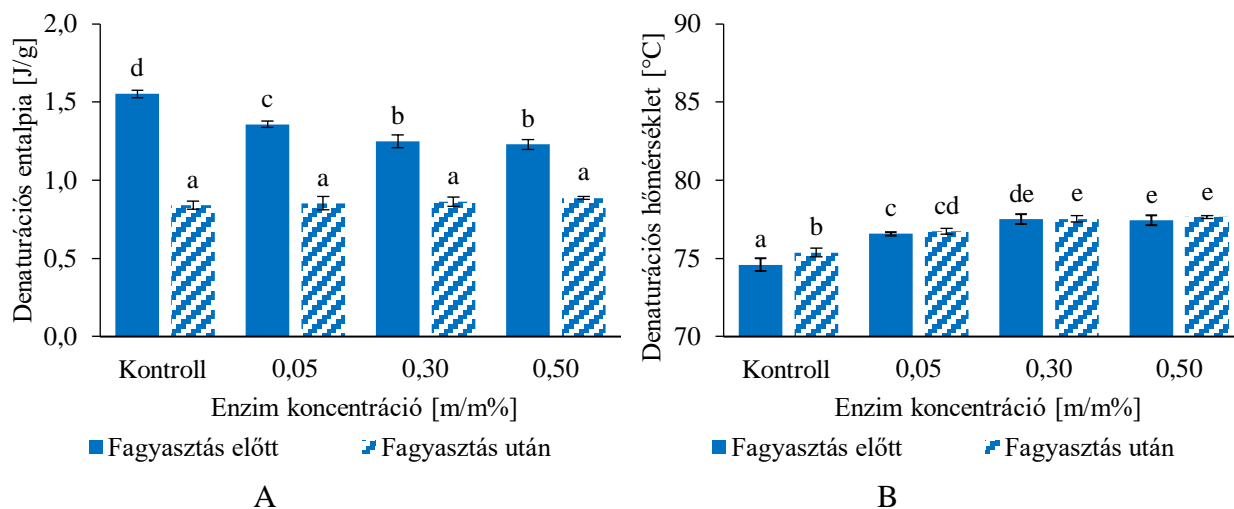 Denaturációs entalpia [J/g]
2,0
1,5
1,0
0,5
0,0
d
a
c
a
b
a
b
a
Kontroll 0,05 0,30 0,50
Enzim koncentráció [m/m%]
Fagyasztás előtt Fagyasztás után
A
Denaturációs hőmérséklet [°C]
90
85
80
75
70
a
b
c
cd
de
e
e
e
Kontroll 0,05 0,30 0,50
Enzim koncentráció [m/m%]
Fagyasztás előtt Fagyasztás után
B